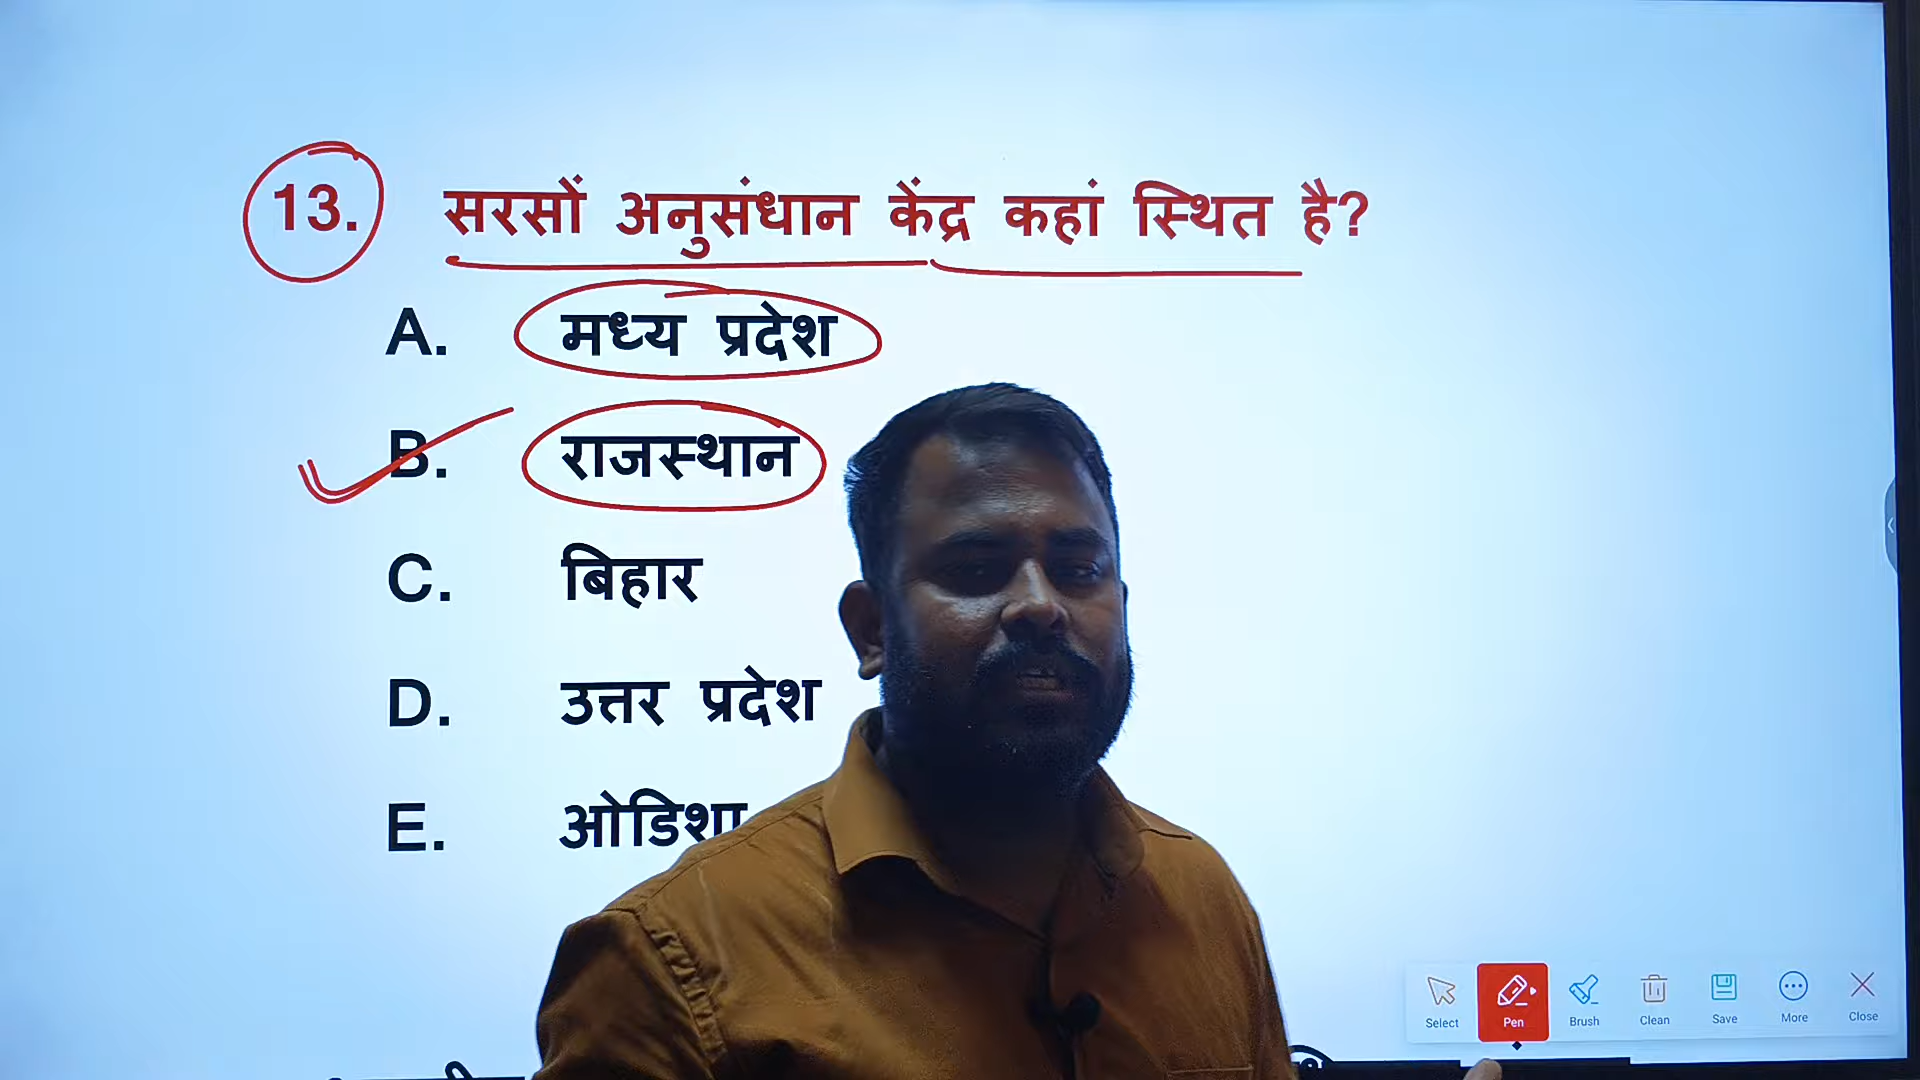 13. सरसों अनुसंधान केंद्र कहां स्थित है?
A. मध्य प्रदेश
B. राजस्थान
C. बिहार
D. उत्तर प्रदेश
E. ओडिशा
Select Pen Brush Clean Save More Close